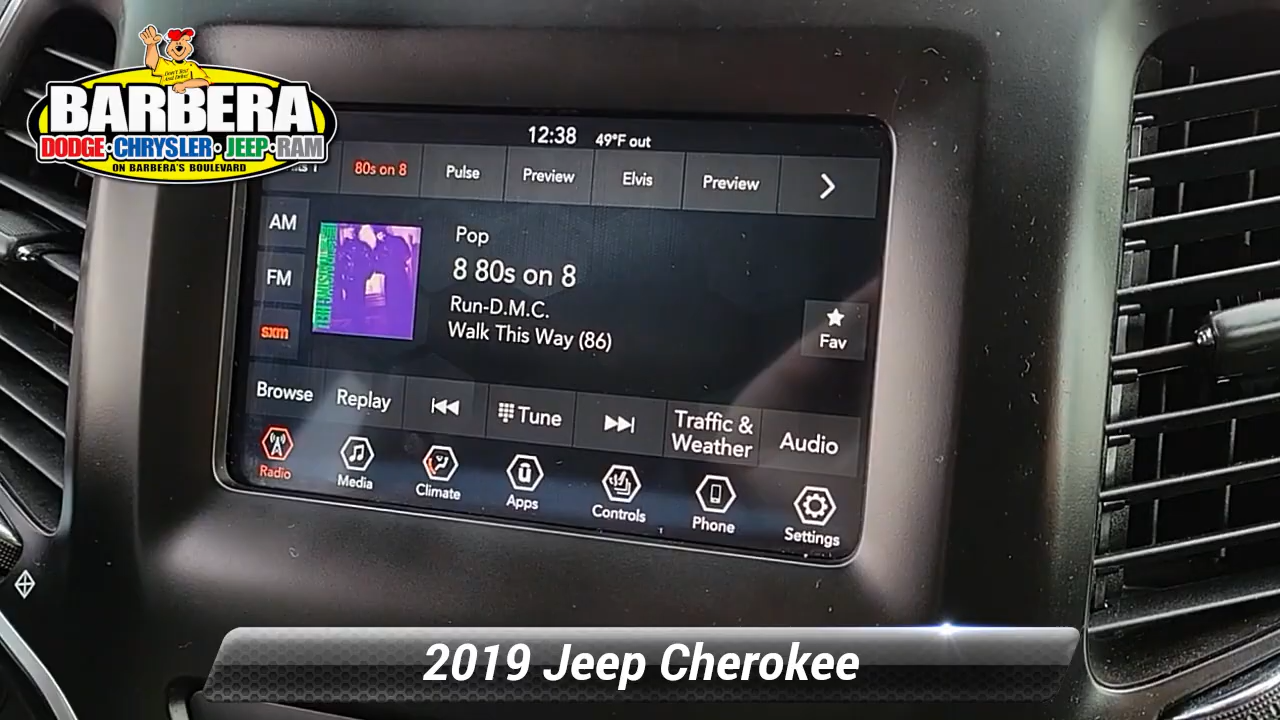 BARBERA
DODGE·CHRYSLER·JEEP·RAM
ON BARBERA'S BOULEVARD
12:38 49°F out
80s on 8 Pulse Preview Elvis Preview
AM
FM
sxm
Pop
8 80s on 8
Run-D.M.C.
Walk This Way (86)
Fav
Browse Replay Tune Traffic & Weather Audio
Radio Media Climate Apps Controls Phone Settings
2019 Jeep Cherokee